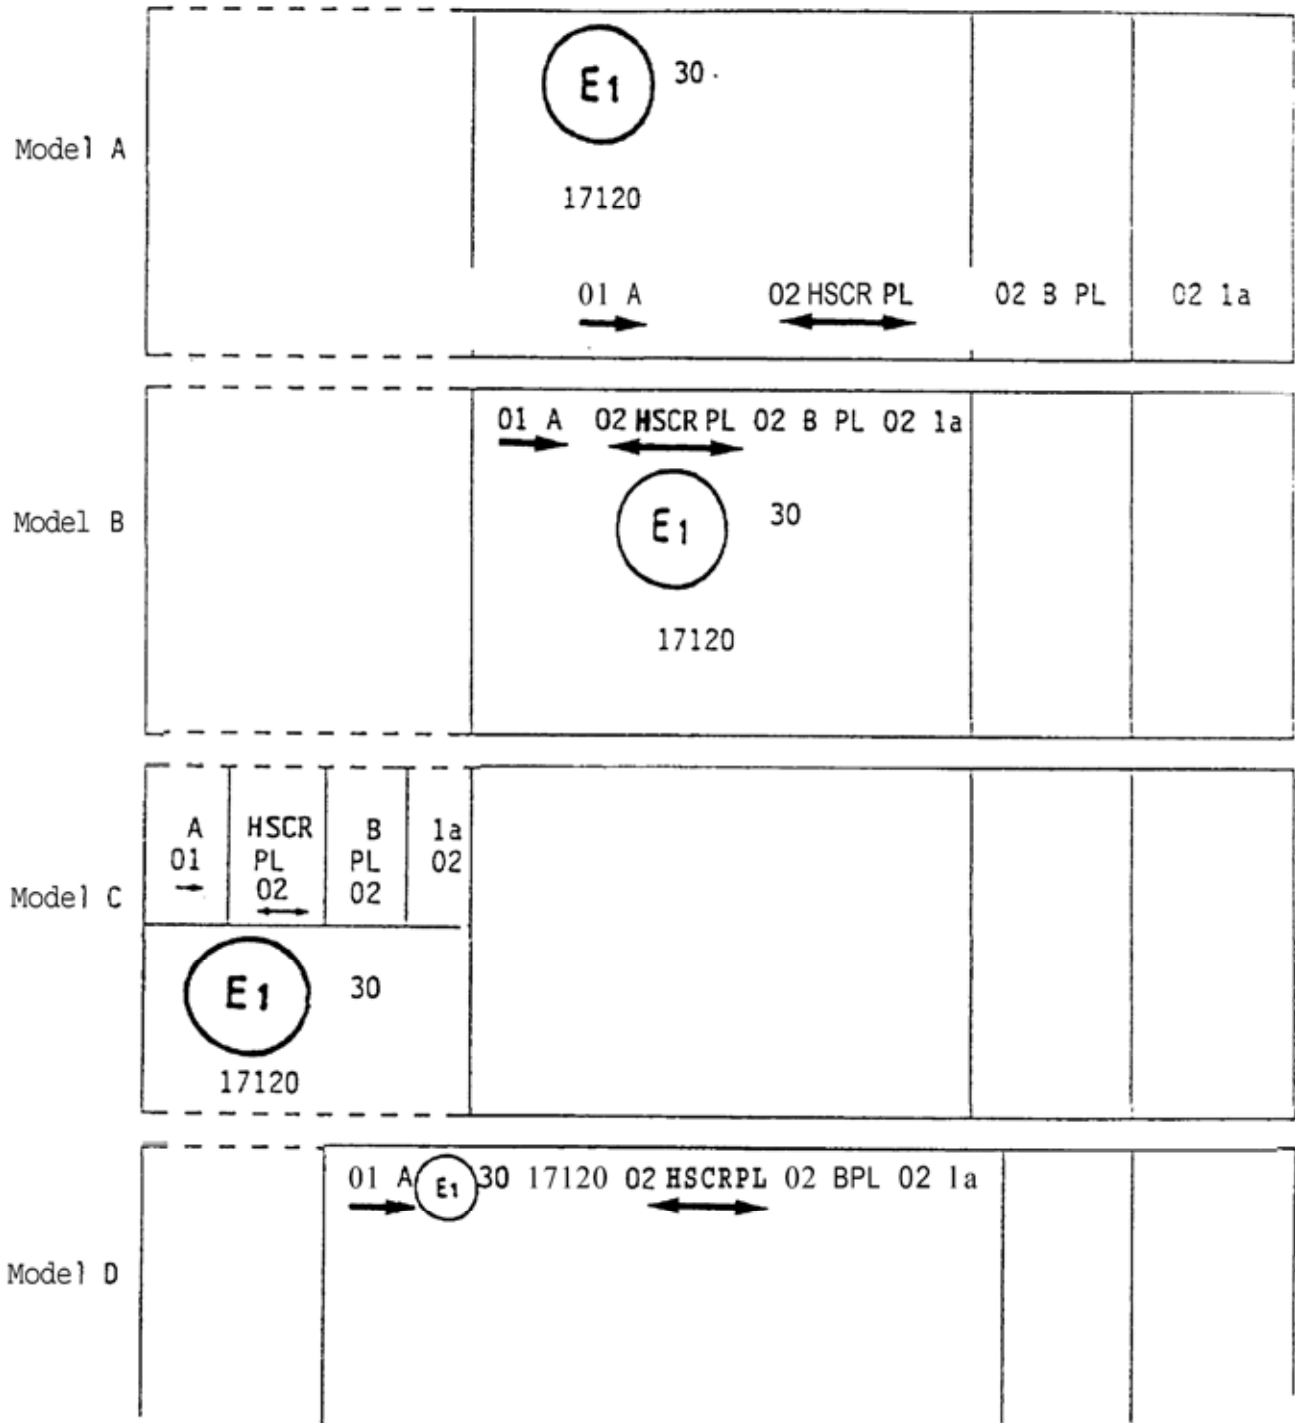 E1 30
Model A
17120
01 A 02 HSCR PL 02 B PL 02 1a
01 A 02 HSCR PL 02 B PL 02 1a
Model B
E1 30
17120
A HSCR B 1a
01 PL PL 02
02 02
Model C
E1 30
17120
01 A E1 30 17120 02 HSCRPL 02 BPL 02 1a
Model D